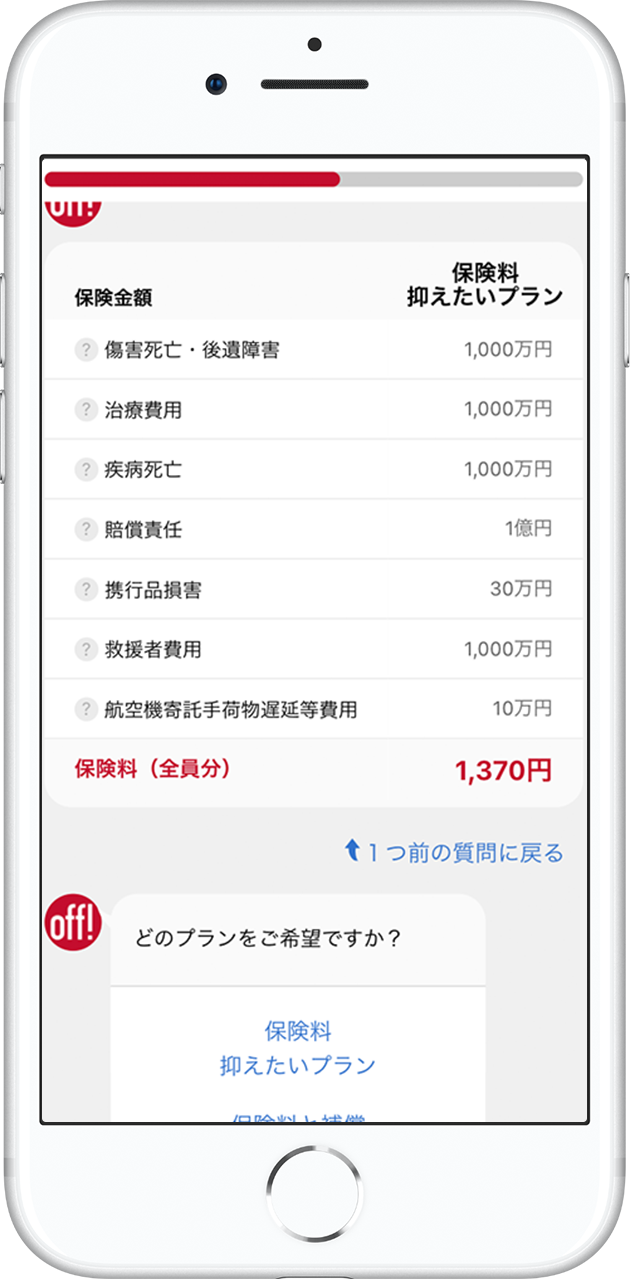 off!
保険金額
保険料
抑えたいプラン
? 傷害死亡・後遺障害 1,000万円
? 治療費用 1,000万円
? 疾病死亡 1,000万円
? 賠償責任 1億円
? 携行品損害 30万円
? 救援者費用 1,000万円
? 航空機寄託手荷物遅延等費用 10万円
保険料（全員分） 1,370円
1つ前の質問に戻る
off!
どのプランをご希望ですか？
保険料
抑えたいプラン
保険料と補償